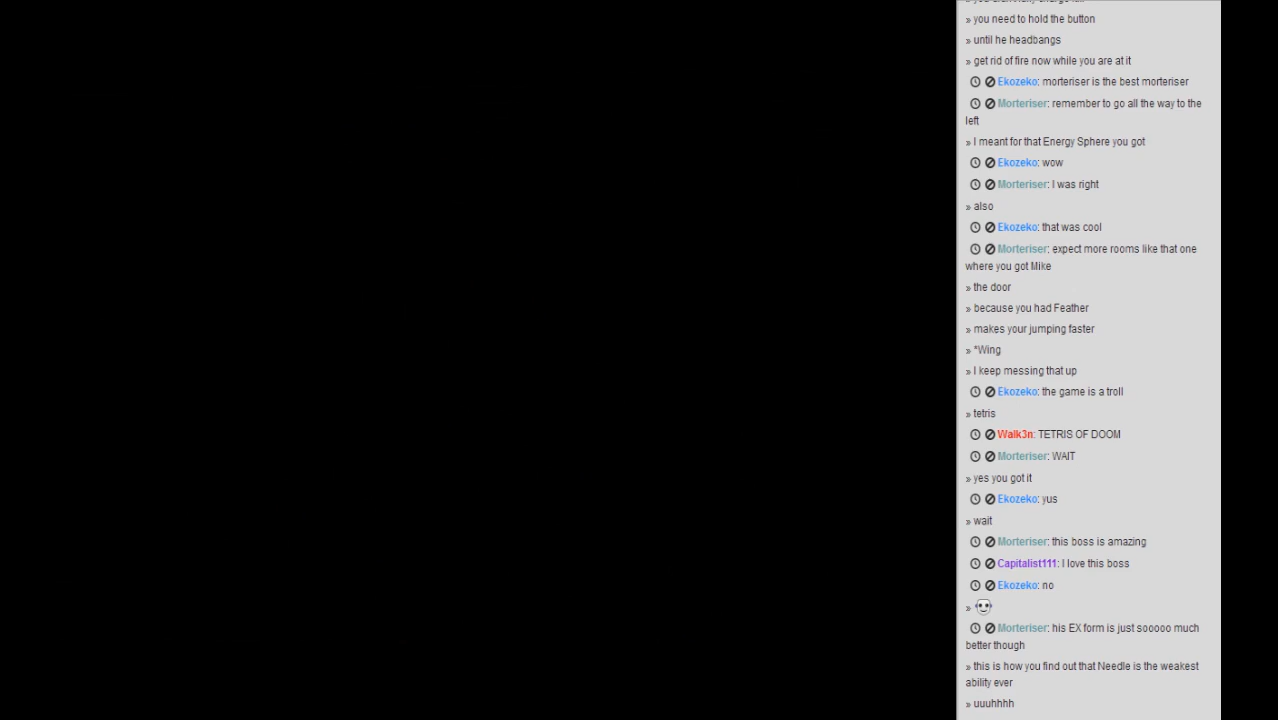 » you need to hold the button
» until he headbangs
» get rid of fire now while you are at it
Ekozeko: morteriser is the best morteriser
Morteriser: remember to go all the way to the
left
» I meant for that Energy Sphere you got
Ekozeko: wow
Morteriser: I was right
» also
Ekozeko: that was cool
Morteriser: expect more rooms like that one
where you got Mike
» the door
» because you had Feather
» makes your jumping faster
» *Wing
» I keep messing that up
Ekozeko: the game is a troll
» tetris
Walk3n: TETRIS OF DOOM
Morteriser: WAIT
» yes you got it
Ekozeko: yus
» wait
Morteriser: this boss is amazing
Capitalist111: I love this boss
Ekozeko: no
»
Morteriser: his EX form is just sooooo much
better though
» this is how you find out that Needle is the weakest
ability ever
» uuuhhhh